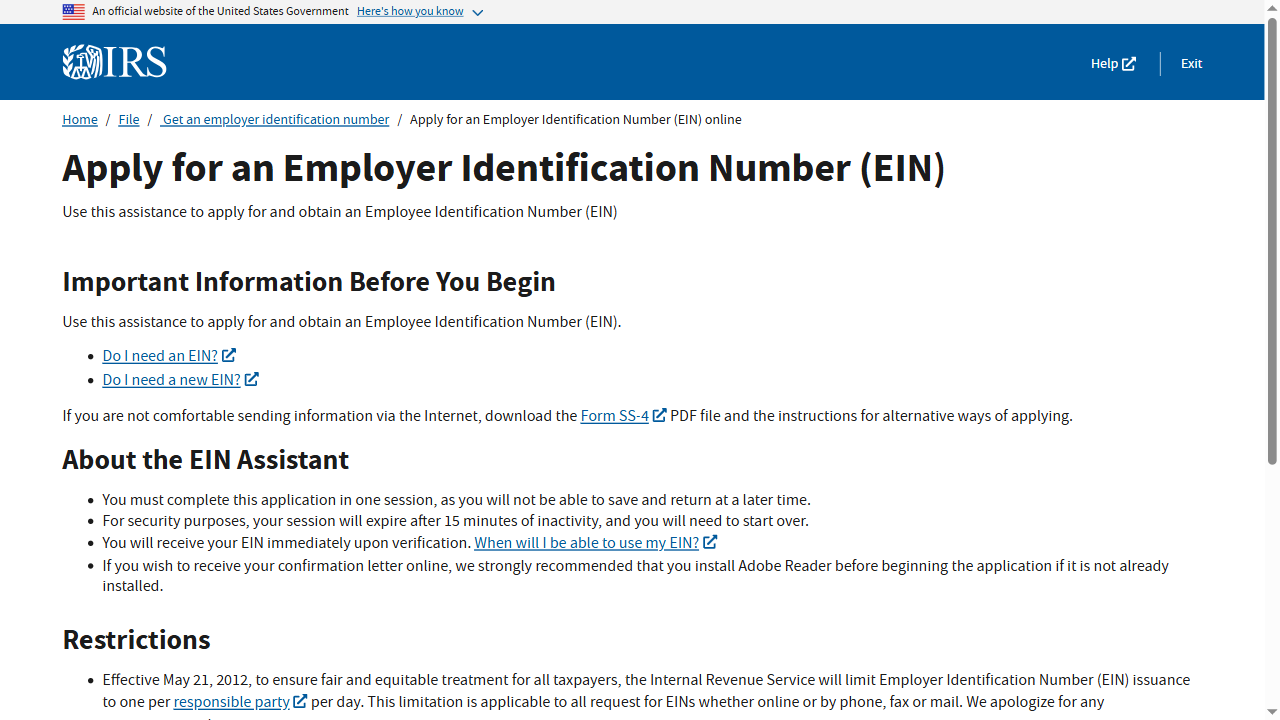 An official website of the United States Government Here's how you know
IRS
Help
Exit
Home / File / Get an employer identification number / Apply for an Employer Identification Number (EIN) online
Apply for an Employer Identification Number (EIN)
Use this assistance to apply for and obtain an Employee Identification Number (EIN)
Important Information Before You Begin
Use this assistance to apply for and obtain an Employee Identification Number (EIN).
Do I need an EIN?
Do I need a new EIN?
If you are not comfortable sending information via the Internet, download the Form SS-4 PDF file and the instructions for alternative ways of applying.
About the EIN Assistant
You must complete this application in one session, as you will not be able to save and return at a later time.
For security purposes, your session will expire after 15 minutes of inactivity, and you will need to start over.
You will receive your EIN immediately upon verification. When will I be able to use my EIN?
If you wish to receive your confirmation letter online, we strongly recommended that you install Adobe Reader before beginning the application if it is not already
installed.
Restrictions
Effective May 21, 2012, to ensure fair and equitable treatment for all taxpayers, the Internal Revenue Service will limit Employer Identification Number (EIN) issuance
to one per responsible party per day. This limitation is applicable to all request for EINs whether online or by phone, fax or mail. We apologize for any